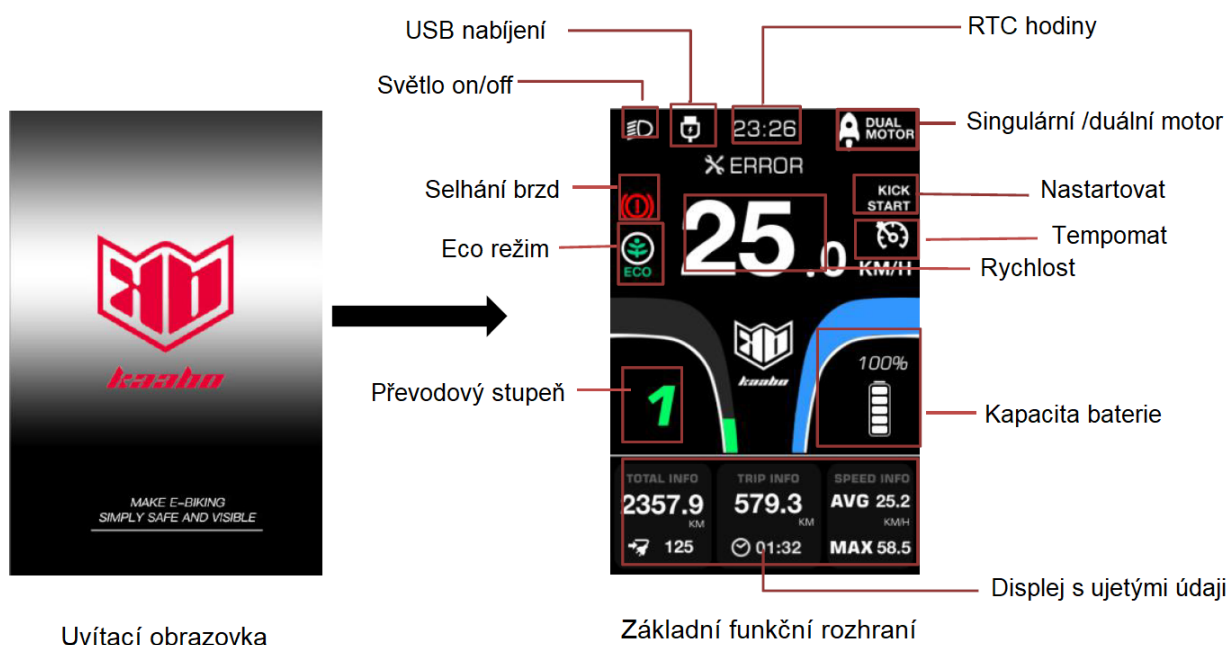 USB nabíjení
RTC hodiny
Světlo on/off
Singulární /duální motor
23:26
DUAL
MOTOR
ERROR
Selhání brzd
KICK
START
Nastartovat
25.0
KM/H
Eco režim
ECO
Tempomat
Rychlost
kaabo
MAKE E-BIKING
SIMPLY SAFE AND VISIBLE
Uvítací obrazovka
kaabo
100%
Převodový stupeň
1
Kapacita baterie
TOTAL INFO
2357.9
KM
125
TRIP INFO
579.3
KM
01:32
SPEED INFO
AVG 25.2
KM/H
MAX 58.5
Displej s ujetými údaji
Základní funkční rozhraní